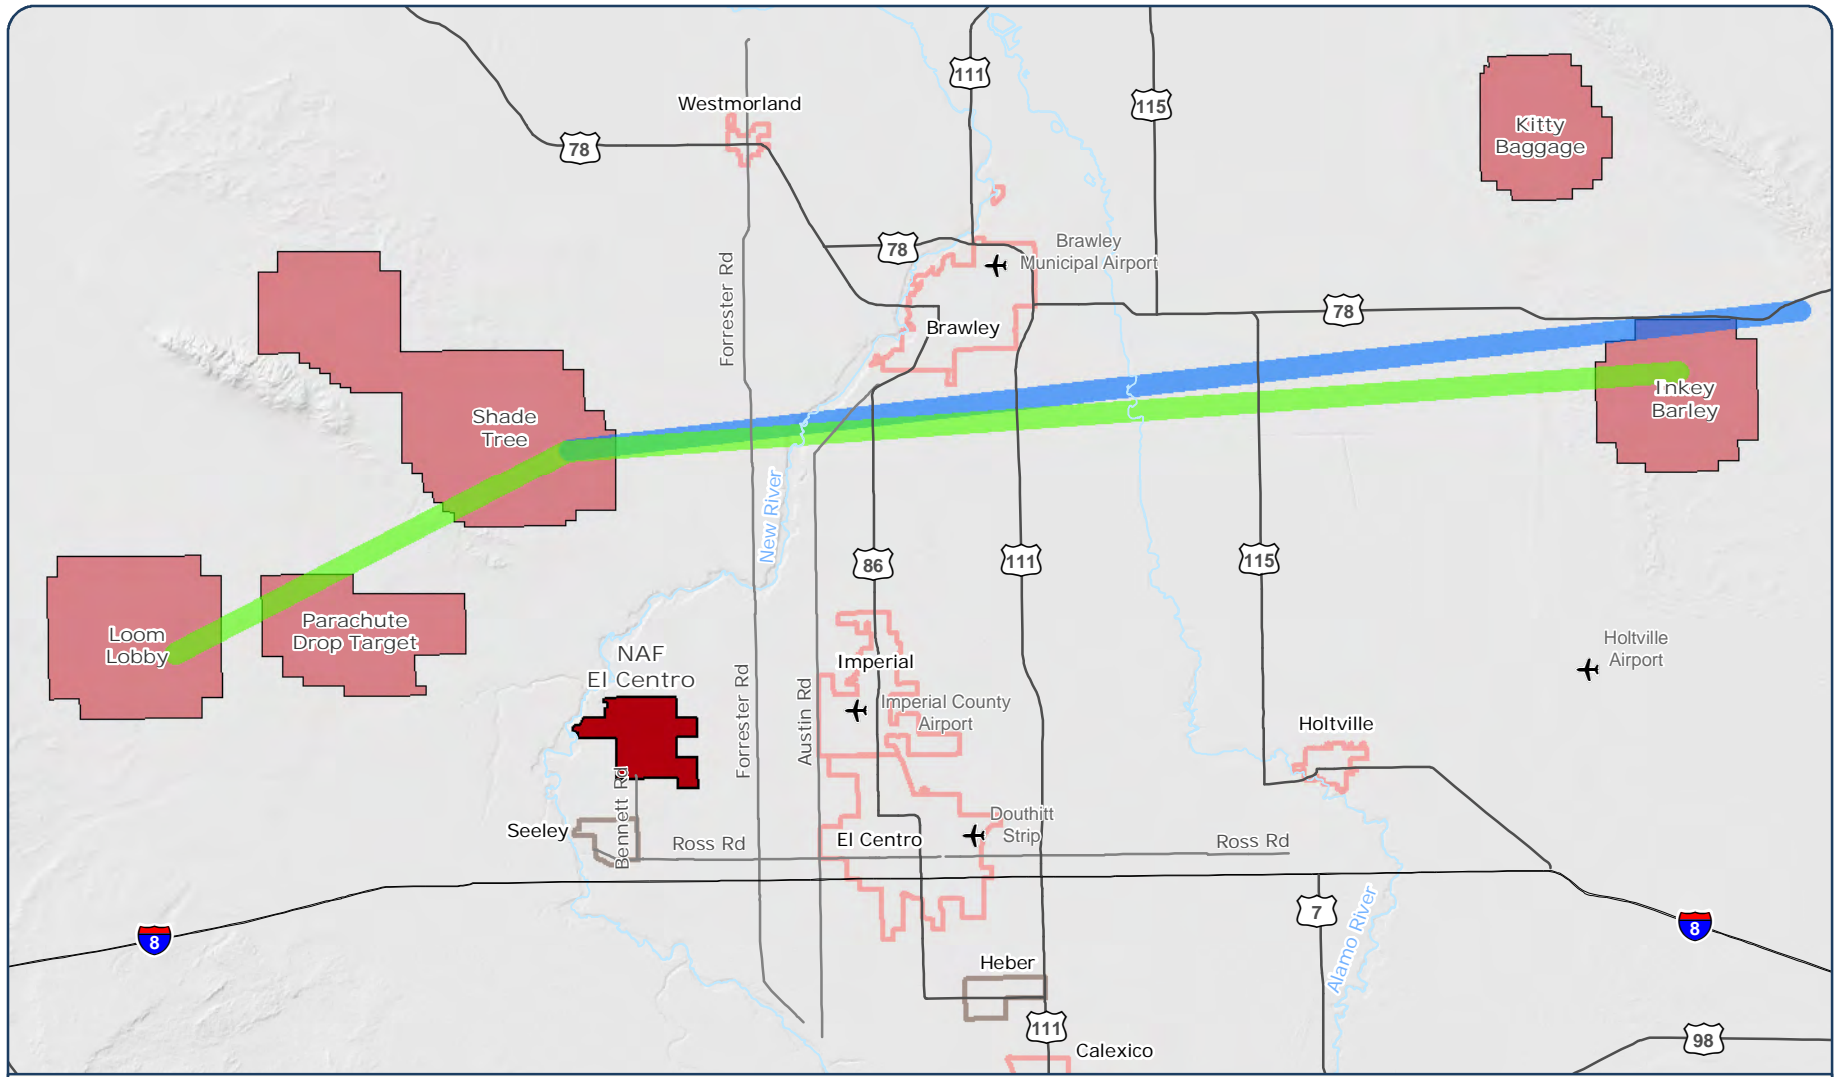 111
Westmorland
115
78
Kitty
Baggage
78
Brawley
Municipal Airport
Forrester Rd
78
Brawley
Shade
Tree
Inkey
Barley
New River
86
111
115
Loom
Lobby
Parachute
Drop Target
NAF
El Centro
Imperial
Holtville
Airport
Forrester Rd
Austin Rd
Imperial County
Airport
Holtville
Bennett Rd
Seeley
Ross Rd
El Centro
Douthitt
Strip
Ross Rd
8
7
8
Alamo River
Heber
111
Calexico
98